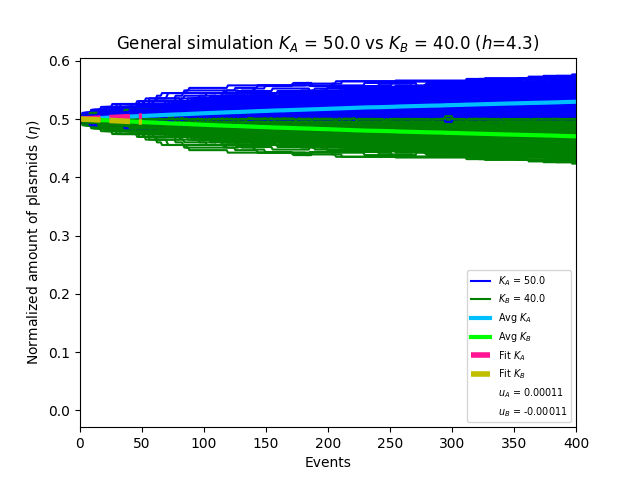 General simulation K_A = 50.0 vs K_B = 40.0 (h=4.3)
Normalized amount of plasmids (η)
0.6
0.5
0.4
0.3
0.2
0.1
0.0
K_A = 50.0
K_B = 40.0
Avg K_A
Avg K_B
Fit K_A
Fit K_B
u_A = 0.00011
u_B = -0.00011
0 50 100 150 200 250 300 350 400
Events